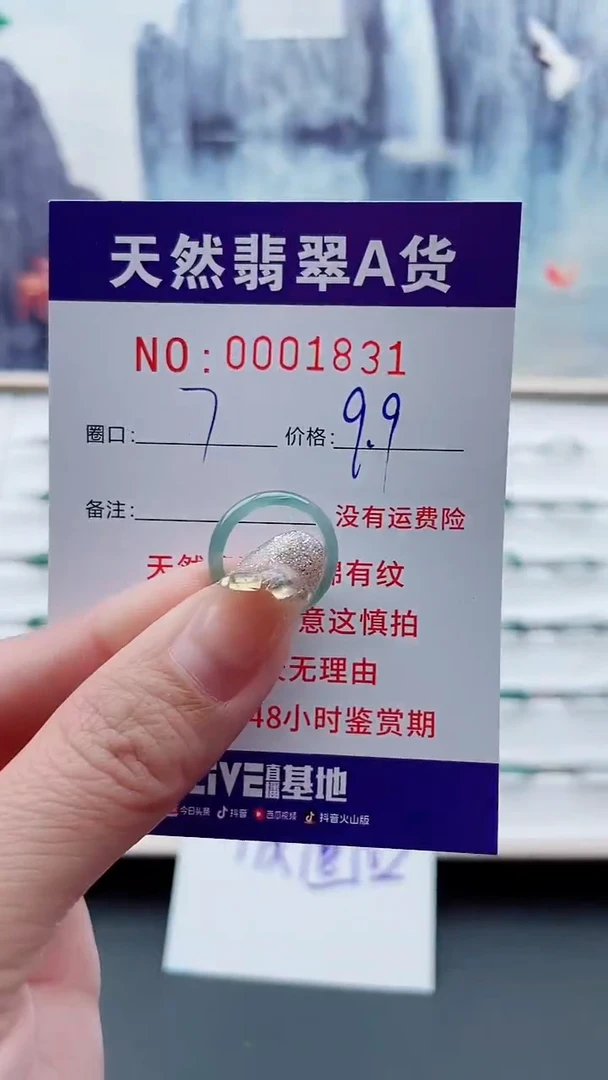 天然翡翠A货
NO:0001831
圈口: 7 价格: 9.9
备注: 没有运费险
天然 有纹
意这慎拍
无理由
48小时鉴赏期
LIVE直播基地
今日头条 抖音 西瓜视频 抖音火山版